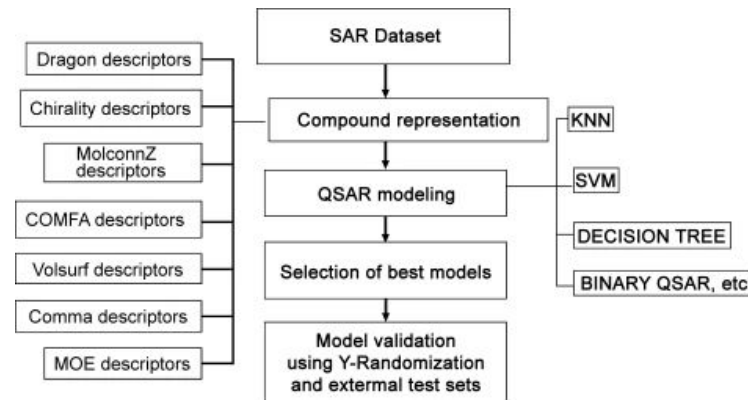 SAR Dataset
Dragon descriptors
Chirality descriptors
MolconnZ
descriptors
COMFA descriptors
Volsurf descriptors
Comma descriptors
MOE descriptors
Compound representation
QSAR modeling
Selection of best models
Model validation
using Y-Randomization
and extermal test sets
KNN
SVM
DECISION TREE
BINARY QSAR, etc